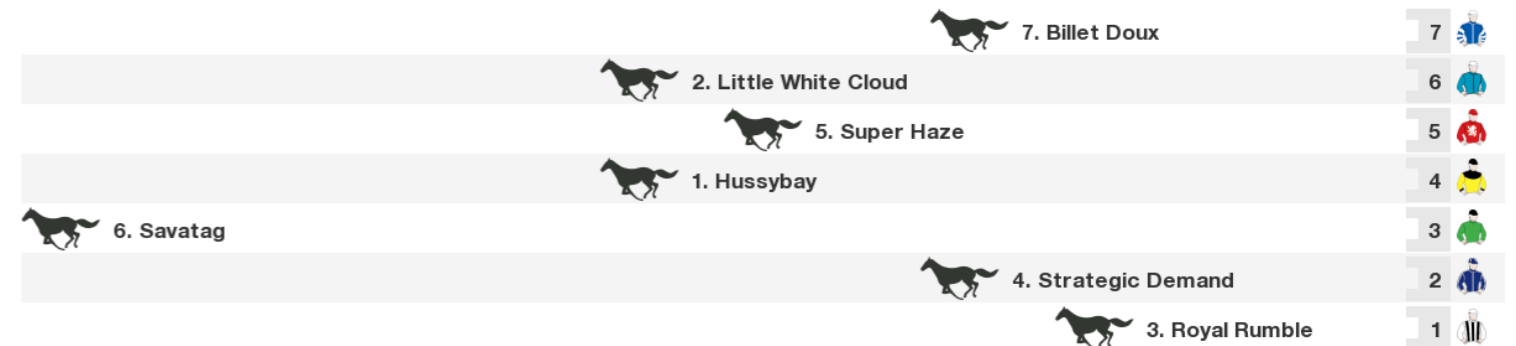 7. Billet Doux 7
2. Little White Cloud 6
5. Super Haze 5
1. Hussybay 4
6. Savatag 3
4. Strategic Demand 2
3. Royal Rumble 1